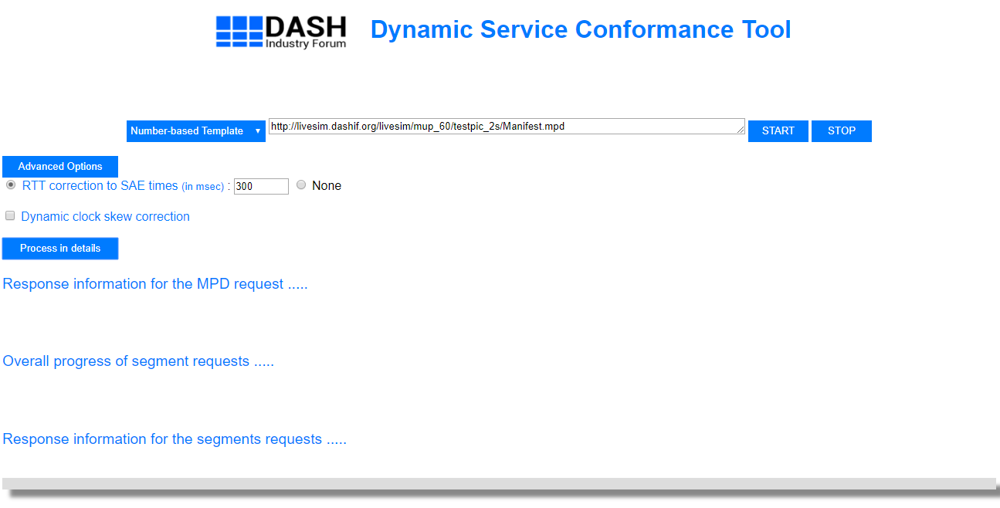 DASH
Industry Forum
Dynamic Service Conformance Tool
Number-based Template ▼ http://livesim.dashif.org/livesim/mup_60/testpic_2s/Manifest.mpd START STOP
Advanced Options
RTT correction to SAE times (in msec) : 300 None
Dynamic clock skew correction
Process in details
Response information for the MPD request .....
Overall progress of segment requests .....
Response information for the segments requests .....